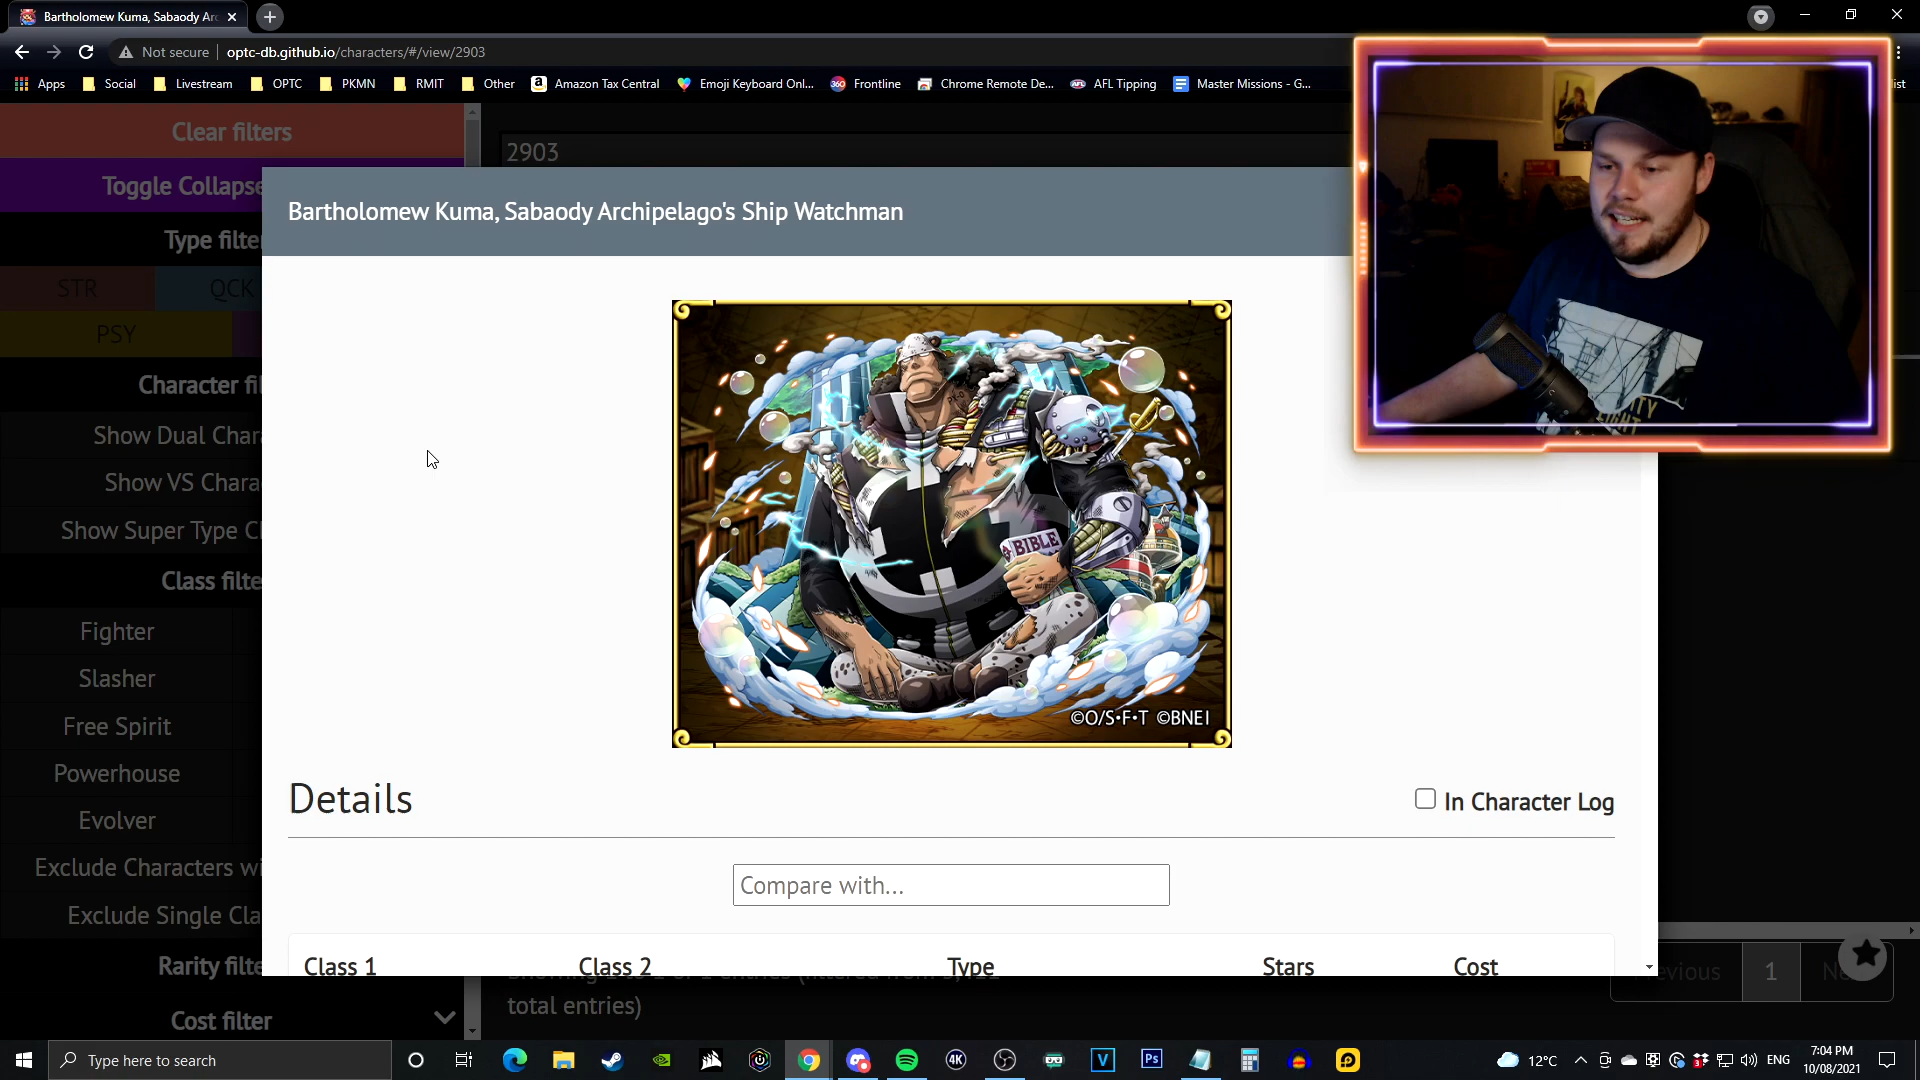 Bartholomew Kuma, Sabaody Arc
Not secure
optc-db.github.io/characters/#/view/2903
Apps
Social
Livestream
OPTC
PKMN
RMIT
Other
Amazon Tax Central
Emoji Keyboard Onl...
Frontline
Chrome Remote De...
AFL Tipping
Master Missions - G...
list
Clear filters
2903
Toggle Collapse
Bartholomew Kuma, Sabaody Archipelago's Ship Watchman
Type filte
STR
QCK
PSY
Character fi
Show Dual Chara
Show VS Chara
Show Super Type C
Class filte
Fighter
Slasher
Free Spirit
Powerhouse
Evolver
Exclude Characters wi
Exclude Single Cla
Rarity filte
Cost filter
BIBLE
©O/S•F•T ©BNEI
Details
In Character Log
Compare with...
Class 1
Class 2
Type
Stars
Cost
total entries)
1
Type here to search
12°C
ENG
7:04 PM
10/08/2021